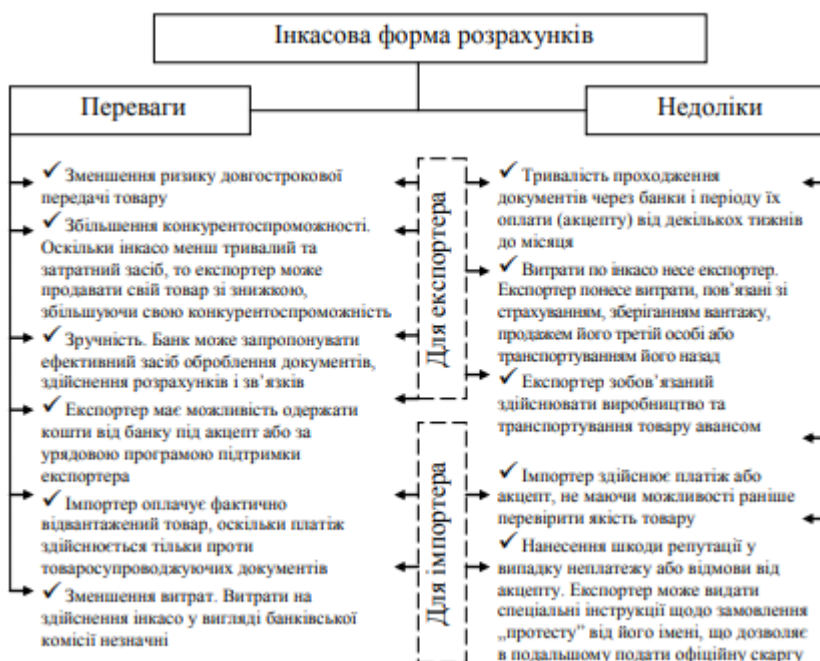 Інкасова форма розрахунків
Переваги
Недоліки
✓ Зменшення ризику довгострокової
передачі товару
✓ Збільшення конкурентоспроможності.
Оскільки інкасо менш тривалий та
затратний засіб, то експортер може
продавати свій товар зі знижкою,
збільшуючи свою конкурентоспроможність
✓ Зручність. Банк може запропонувати
ефективний засіб оброблення документів,
здійснення розрахунків і зв’язків
✓ Експортер має можливість одержати
кошти від банку під акцепт або за
урядовою програмою підтримки
експортера
✓ Імпортер оплачує фактично
відвантажений товар, оскільки платіж
здійснюється тільки проти
товаросупроводжуючих документів
✓ Зменшення витрат. Витрати на
здійснення інкасо у вигляді банківської
комісії незначні
Для експортера
Для імпортера
✓ Тривалість проходження
документів через банки і періоду їх
оплати (акцепту) від декількох тижнів
до місяця
✓ Витрати по інкасо несе експортер.
Експортер понесе витрати, пов’язані зі
страхуванням, зберіганням вантажу,
продажем його третій особі або
транспортуванням його назад
✓ Експортер зобов’язаний
здійснювати виробництво та
транспортування товару авансом
✓ Імпортер здійснює платіж або
акцепт, не маючи можливості раніше
перевірити якість товару
✓ Нанесення шкоди репутації у
випадку неплатежу або відмови від
акцепту. Експортер може видати
спеціальні інструкції щодо замовлення
„протесту” від його імені, що дозволяє
в подальшому подати офіційну скаргу